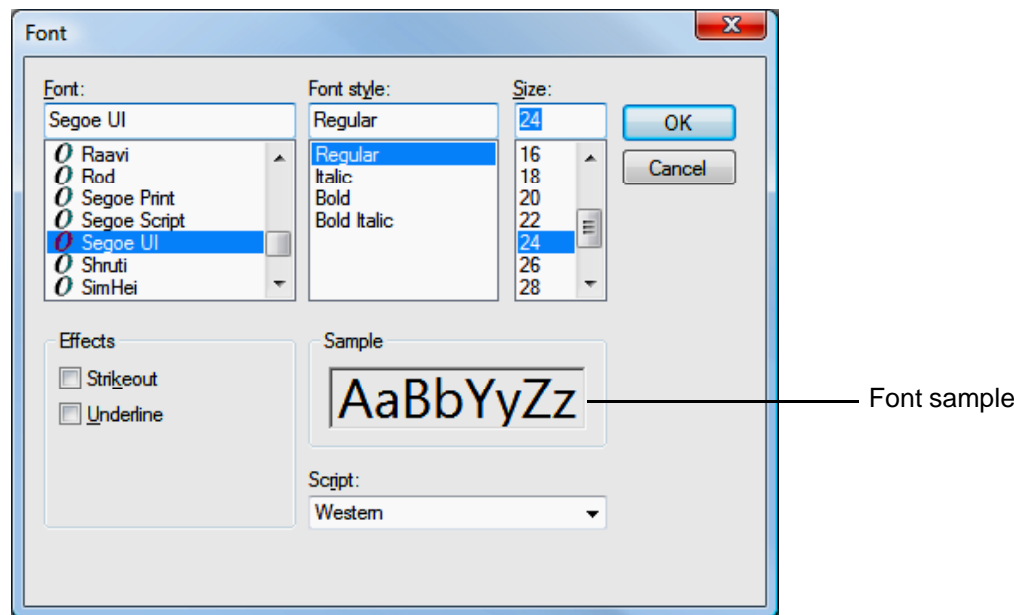 Font
Font:
Font style:
Size:
Segoe UI
Regular
24
OK
Cancel
Raavi
Rod
Segoe Print
Segoe Script
Segoe UI
Shruti
SimHei
Regular
Italic
Bold
Bold Italic
16
18
20
22
24
26
28
Effects
Strikeout
Underline
Sample
AaBbYyZz
Font sample
Script:
Western